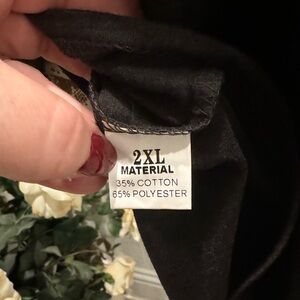 2XL
MATERIAL
35% COTTON
65% POLYESTER